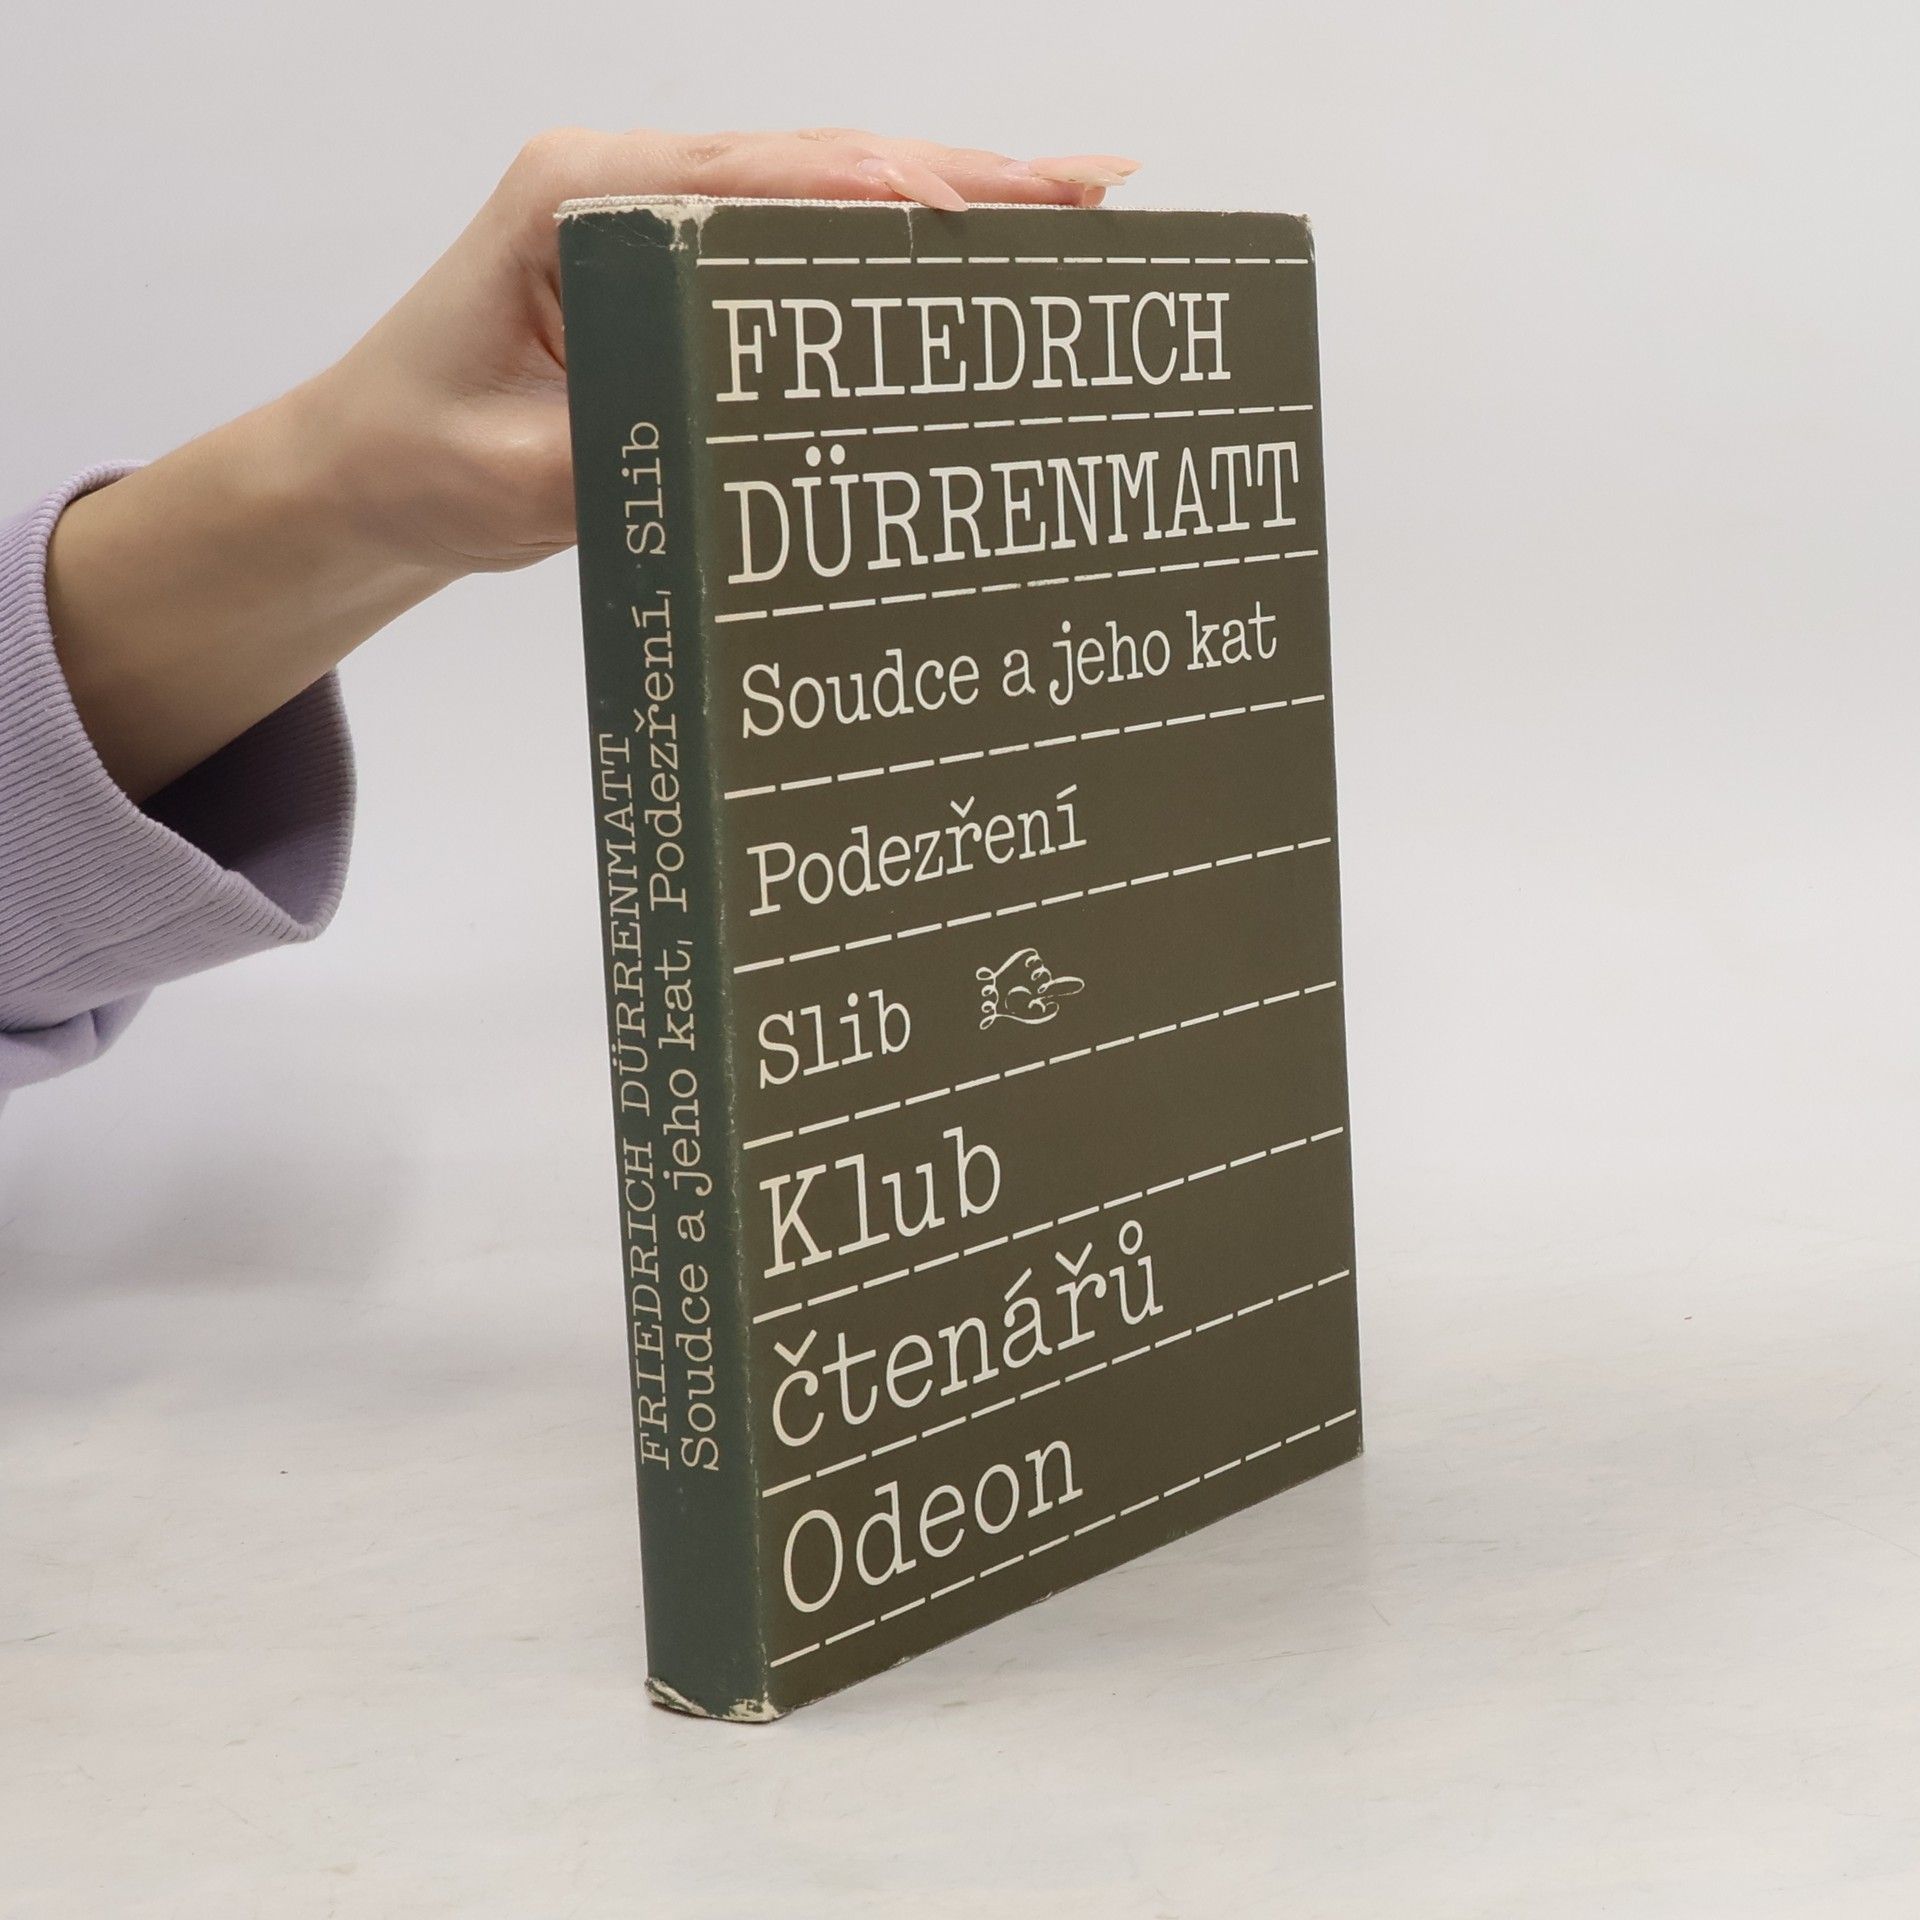 FRIEDRICH DÜRRENMATT
Soudce a jeho kat, Podezření, Slib
FRIEDRICH
DÜRRENMATT
Soudce a jeho kat
Podezření
Slib
Klub
čtenářů
Odeon